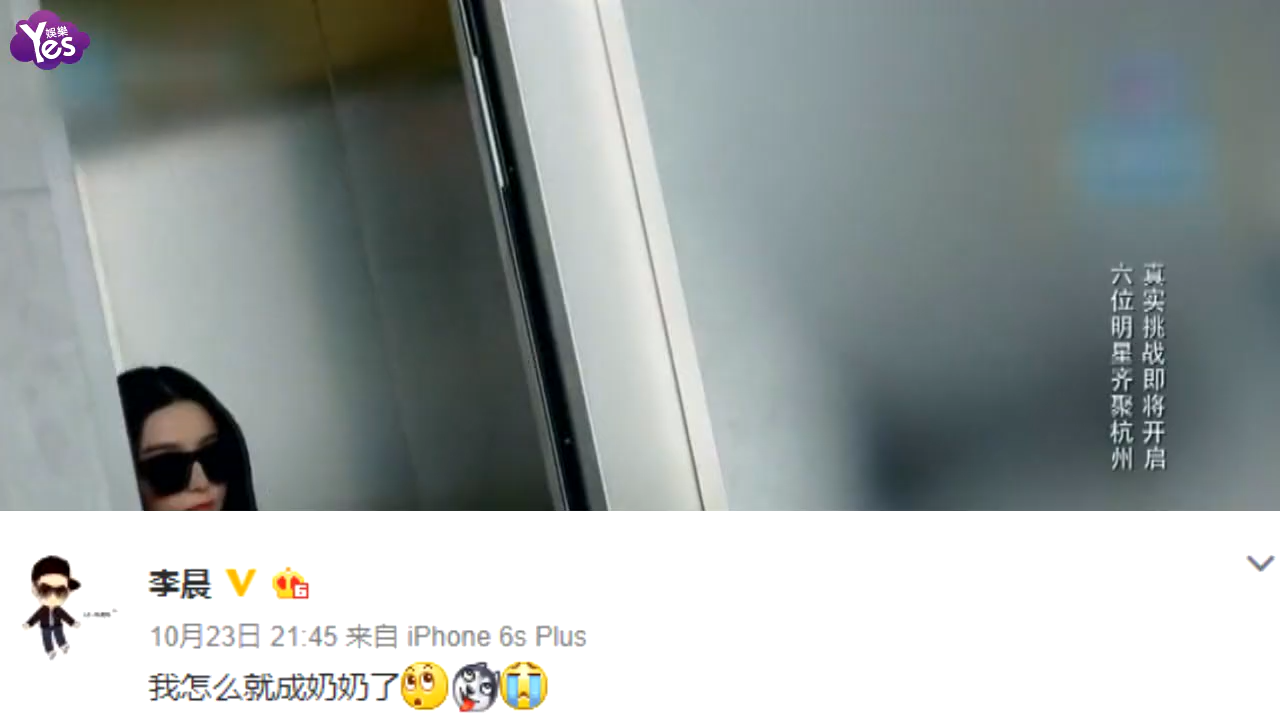 娛樂
Yes
真实挑战即将开启
六位明星齐聚杭州
李晨
6
10月23日 21:45 来自 iPhone 6s Plus
我怎么就成奶奶了